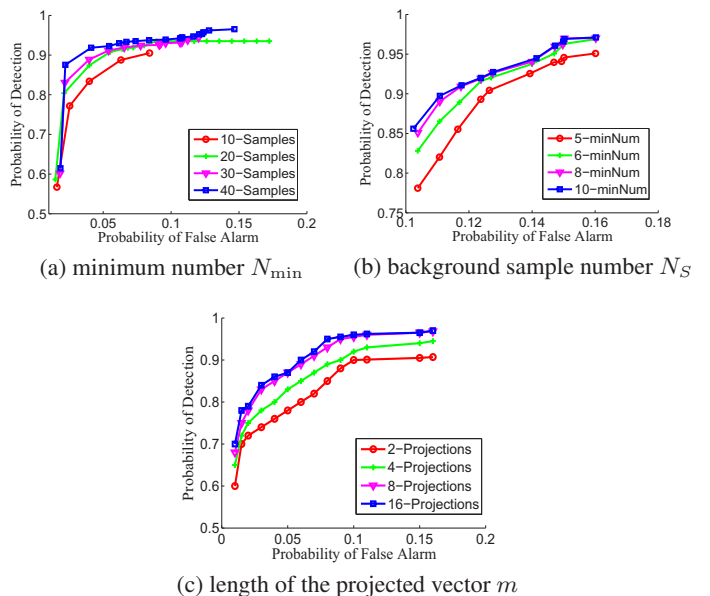 1
0.9
0.8
0.7
0.6
0.5
0.05
0.1
0.15
0.2
Probability of Detection
Probability of False Alarm
10-Samples
20-Samples
30-Samples
40-Samples
(a) minimum number N_min
1
0.95
0.9
0.85
0.8
0.75
0.1
0.12
0.14
0.16
0.18
Probability of Detection
Probability of False Alarm
5-minNum
6-minNum
8-minNum
10-minNum
(b) background sample number N_S
1
0.9
0.8
0.7
0.6
0.5
0
0.05
0.1
0.15
0.2
Probability of Detection
Probability of False Alarm
2-Projections
4-Projections
8-Projections
16-Projections
(c) length of the projected vector m